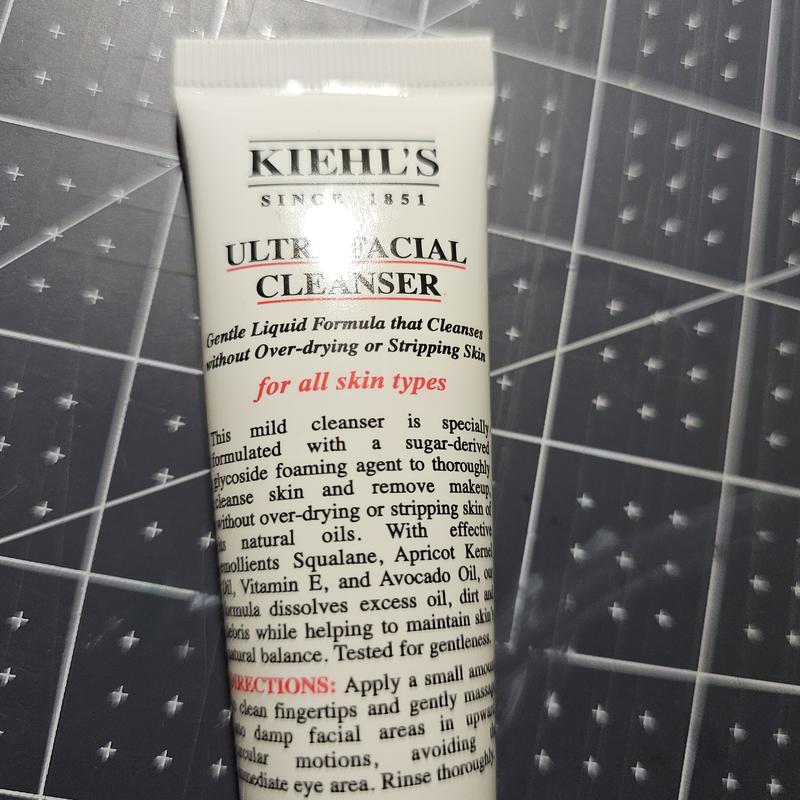 KIEHL'S
SINCE 1851
ULTRA FACIAL
CLEANSER
Gentle Liquid Formula that Cleanses
without Over-drying or Stripping Skin
for all skin types
This mild cleanser is specially
formulated with a sugar-derived
glycoside foaming agent to thoroughly
cleanse skin and remove makeup,
without over-drying or stripping skin of
its natural oils. With effective
emollients Squalane, Apricot Kernel
Oil, Vitamin E, and Avocado Oil, our
formula dissolves excess oil, dirt and
debris while helping to maintain skin's
natural balance. Tested for gentleness.
DIRECTIONS: Apply a small amount
to clean fingertips and gently massage
into damp facial areas in upward
circular motions, avoiding the
immediate eye area. Rinse thoroughly.